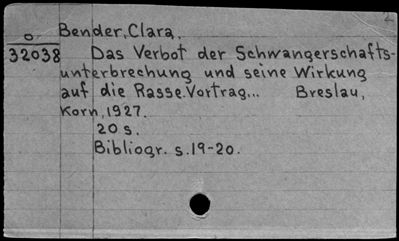 2
Bender, Clara.
o
32038 Das Verbot der Schwangerschafts-
unterbrechung und seine Wirkung
auf die Rasse. Vortrag... Breslau,
Korn, 1927.
20 s.
Bibliogr. s. 19-20.